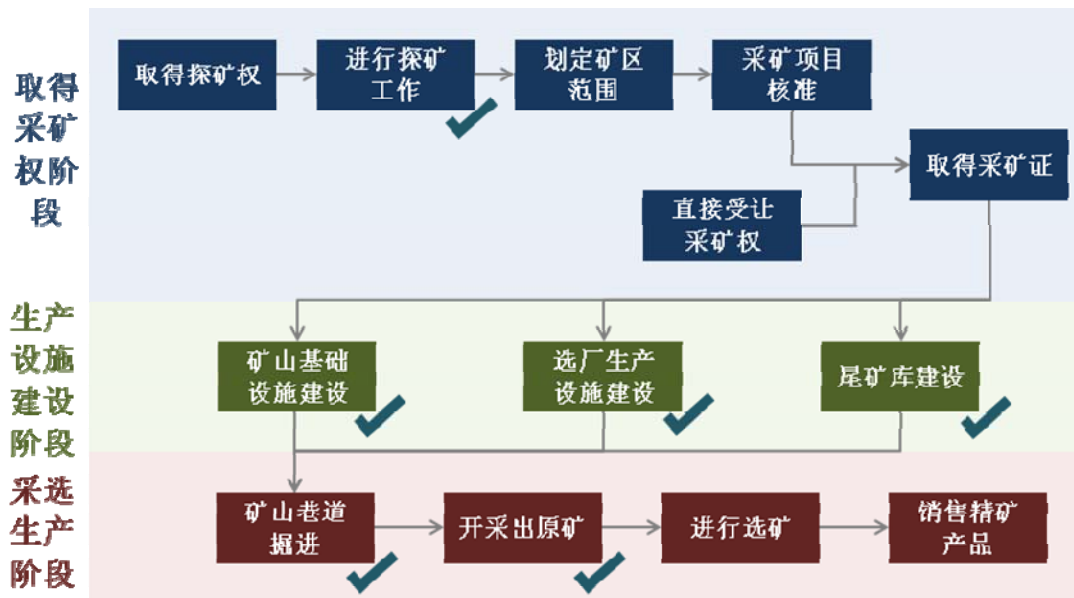 取得
采矿
权阶
段
取得探矿权
进行探矿
工作
划定矿区
范围
采矿项目
核准
取得采矿证
直接受让
采矿权
生产
设施
建设
阶段
矿山基础
设施建设
选厂生产
设施建设
尾矿库建设
采选
生产
阶段
矿山巷道
掘进
开采出原矿
进行选矿
销售精矿
产品